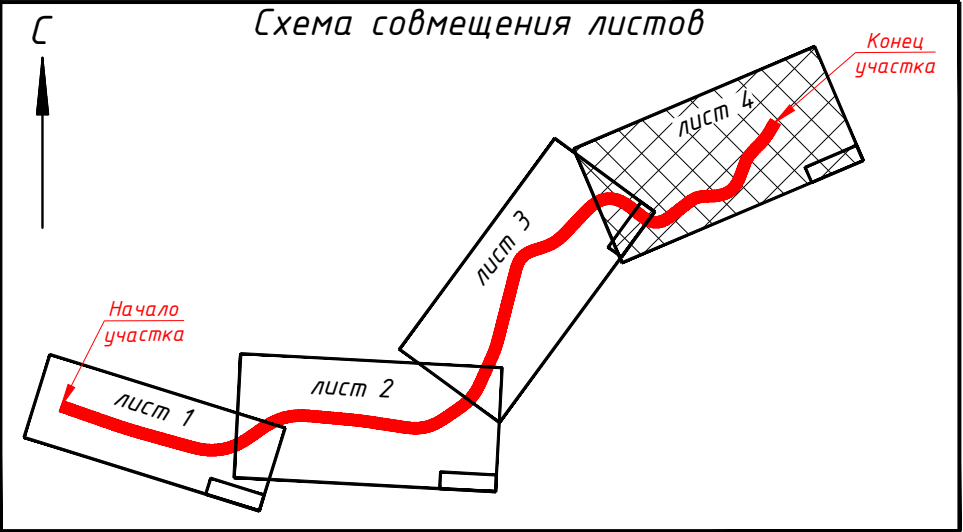 С
Схема совмещения листов
Конец
участка
лист 4
лист 3
Начало
участка
лист 1
лист 2